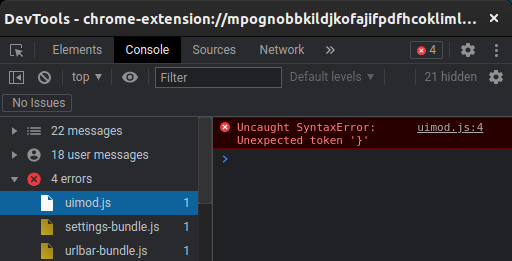 DevTools - chrome-extension://mpognobbkildjkofajifpdfhcokliml...
Elements Console Sources Network » 4
top ▾ Filter Default levels ▾ 21 hidden
No Issues
22 messages
18 user messages
4 errors
uimod.js 1
settings-bundle.js 1
urlbar-bundle.js 1
Uncaught SyntaxError: uimod.js:4
Unexpected token '}'